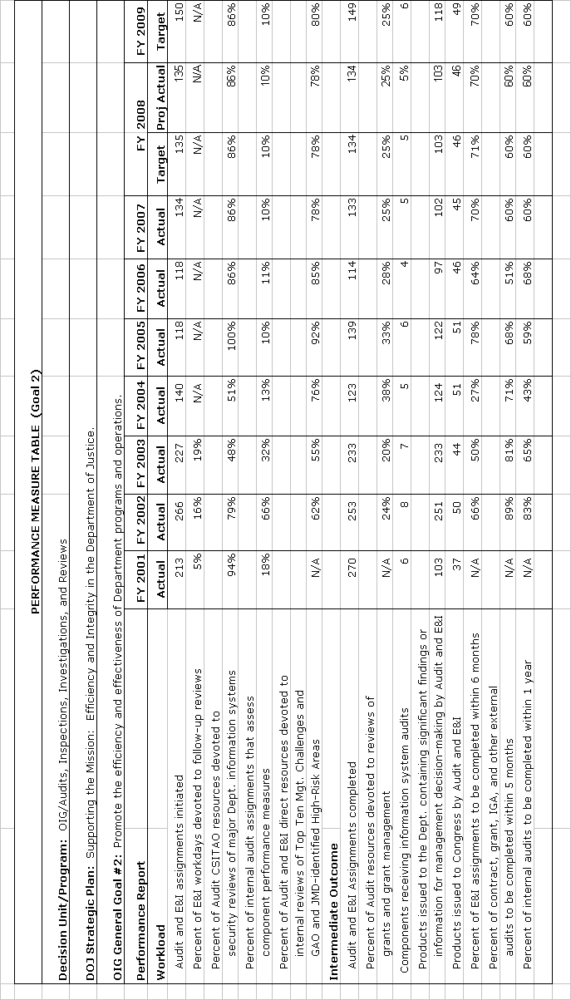 PERFORMANCE MEASURE TABLE (Goal 2)
Decision Unit/Program: OIG/Audits, Inspections, Investigations, and Reviews
DOJ Strategic Plan: Supporting the Mission: Efficiency and Integrity in the Department of Justice.
OIG General Goal #2: Promote the efficiency and effectiveness of Department programs and operations.
Performance Report FY 2001 FY 2002 FY 2003 FY 2004 FY 2005 FY 2006 FY 2007 FY 2008 FY 2009
Workload Actual Actual Actual Actual Actual Actual Actual Target Proj Actual Target
Audit and E&I assignments initiated 213 266 227 140 118 118 134 135 135 150
Percent of E&I workdays devoted to follow-up reviews 5% 16% 19% N/A N/A N/A N/A N/A N/A N/A
Percent of Audit CSITAO resources devoted to
security reviews of major Dept. information systems 94% 79% 48% 51% 100% 86% 86% 86% 86% 86%
Percent of internal audit assignments that assess
component performance measures 18% 66% 32% 13% 10% 11% 10% 10% 10% 10%
Percent of Audit and E&I direct resources devoted to
internal reviews of Top Ten Mgt. Challenges and
GAO and JMD-identified High-Risk Areas N/A 62% 55% 76% 92% 85% 78% 78% 78% 80%
Intermediate Outcome
Audit and E&I Assignments completed 270 253 233 123 139 114 133 134 134 149
Percent of Audit resources devoted to reviews of
grants and grant management N/A 24% 20% 38% 33% 28% 25% 25% 25% 25%
Components receiving information system audits 6 8 7 5 6 4 5 5 5% 6
Products issued to the Dept. containing significant findings or
information for management decision-making by Audit and E&I 103 251 233 124 122 97 102 103 103 118
Products issued to Congress by Audit and E&I 37 50 44 51 51 46 45 46 46 49
Percent of E&I assignments to be completed within 6 months N/A 66% 50% 27% 78% 64% 70% 71% 70% 70%
Percent of contract, grant, IGA, and other external
audits to be completed within 5 months N/A 89% 81% 71% 68% 51% 60% 60% 60% 60%
Percent of internal audits to be completed within 1 year N/A 83% 65% 43% 59% 68% 60% 60% 60% 60%